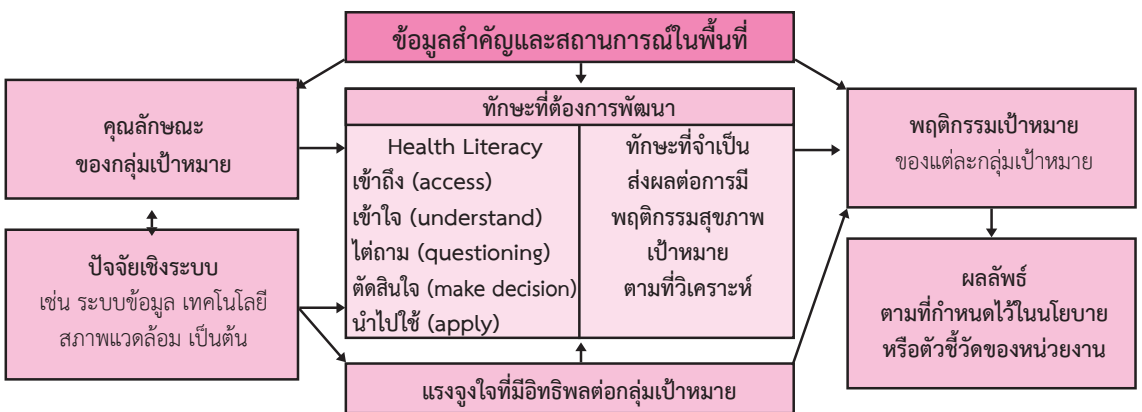 ข้อมูลสำคัญและสถานการณ์ในพื้นที่
คุณลักษณะ
ของกลุ่มเป้าหมาย
ปัจจัยเชิงระบบ
เช่น ระบบข้อมูล เทคโนโลยี
สภาพแวดล้อม เป็นต้น
ทักษะที่ต้องการพัฒนา
Health Literacy
เข้าถึง (access)
เข้าใจ (understand)
ไต่ถาม (questioning)
ตัดสินใจ (make decision)
นำไปใช้ (apply)
ทักษะที่จำเป็น
ส่งผลต่อการมี
พฤติกรรมสุขภาพ
เป้าหมาย
ตามที่วิเคราะห์
แรงจูงใจที่มีอิทธิพลต่อกลุ่มเป้าหมาย
พฤติกรรมเป้าหมาย
ของแต่ละกลุ่มเป้าหมาย
ผลลัพธ์
ตามที่กำหนดไว้ในนโยบาย
หรือตัวชี้วัดของหน่วยงาน